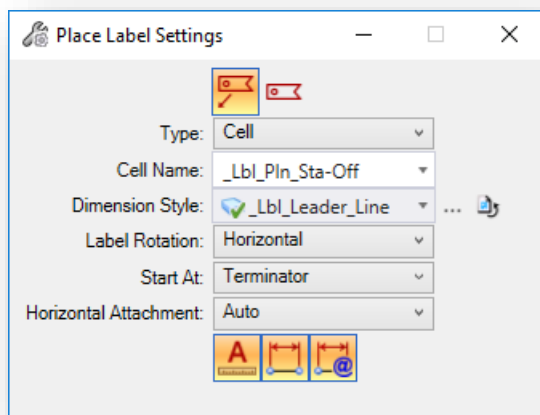 Place Label Settings
Type: Cell
Cell Name: _Lbl_Pln_Sta-Off
Dimension Style: _Lbl_Leader_Line ...
Label Rotation: Horizontal
Start At: Terminator
Horizontal Attachment: Auto
A @